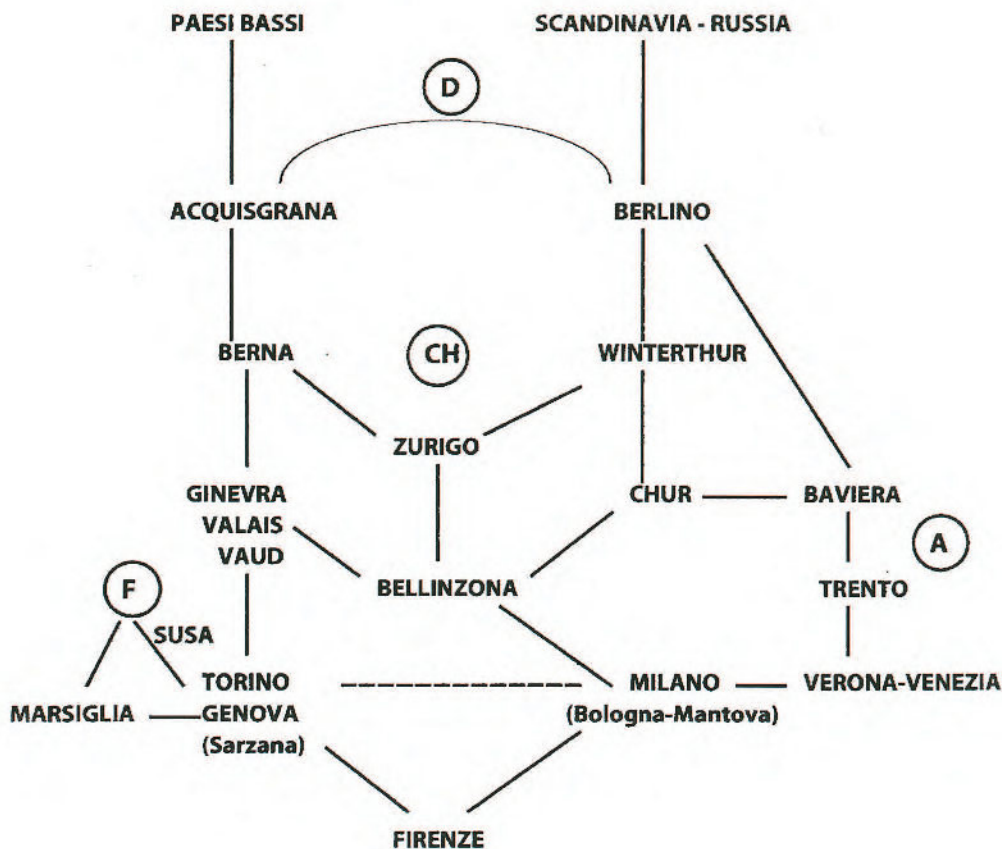 PAESI BASSI
SCANDINAVIA - RUSSIA
D
ACQUISGRANA
BERLINO
BERNA
CH
WINTERTHUR
ZURIGO
GINEVRA
VALAIS
VAUD
CHUR
BAVIERA
A
F
BELLINZONA
TRENTO
SUSA
TORINO
MILANO
VERONA-VENEZIA
MARSIGLIA
GENOVA
(Bologna-Mantova)
(Sarzana)
FIRENZE